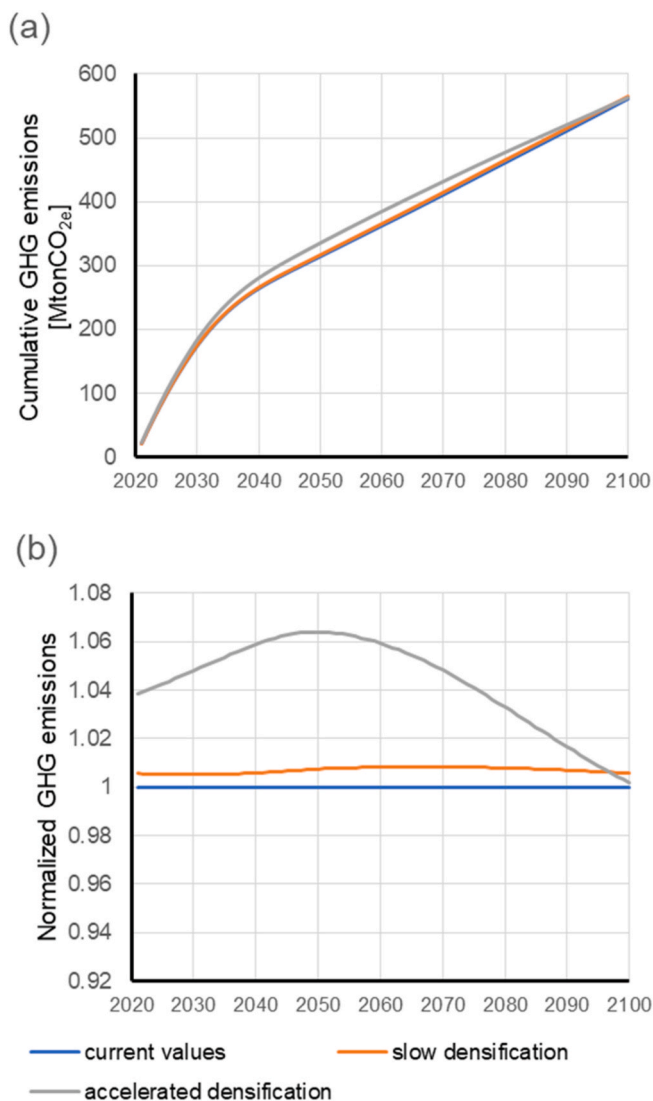 (a)
Cumulative GHG emissions
[MtonCO2e]
600
500
400
300
200
100
0
2020 2030 2040 2050 2060 2070 2080 2090 2100
(b)
Normalized GHG emissions
1.08
1.06
1.04
1.02
1
0.98
0.96
0.94
0.92
2020 2030 2040 2050 2060 2070 2080 2090 2100
current values
slow densification
accelerated densification